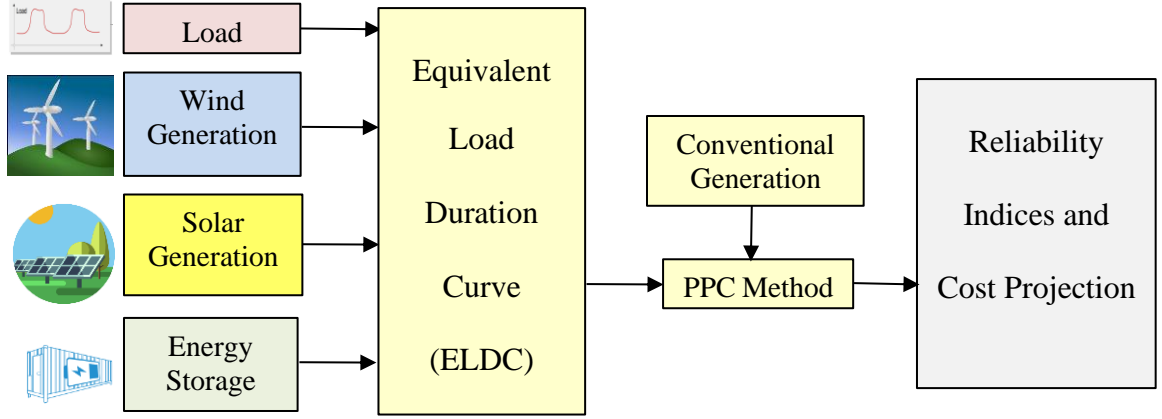 Load
Load
Wind
Generation
Solar
Generation
Energy
Storage
Equivalent
Load
Duration
Curve
(ELDC)
Conventional
Generation
PPC Method
Reliability
Indices and
Cost Projection